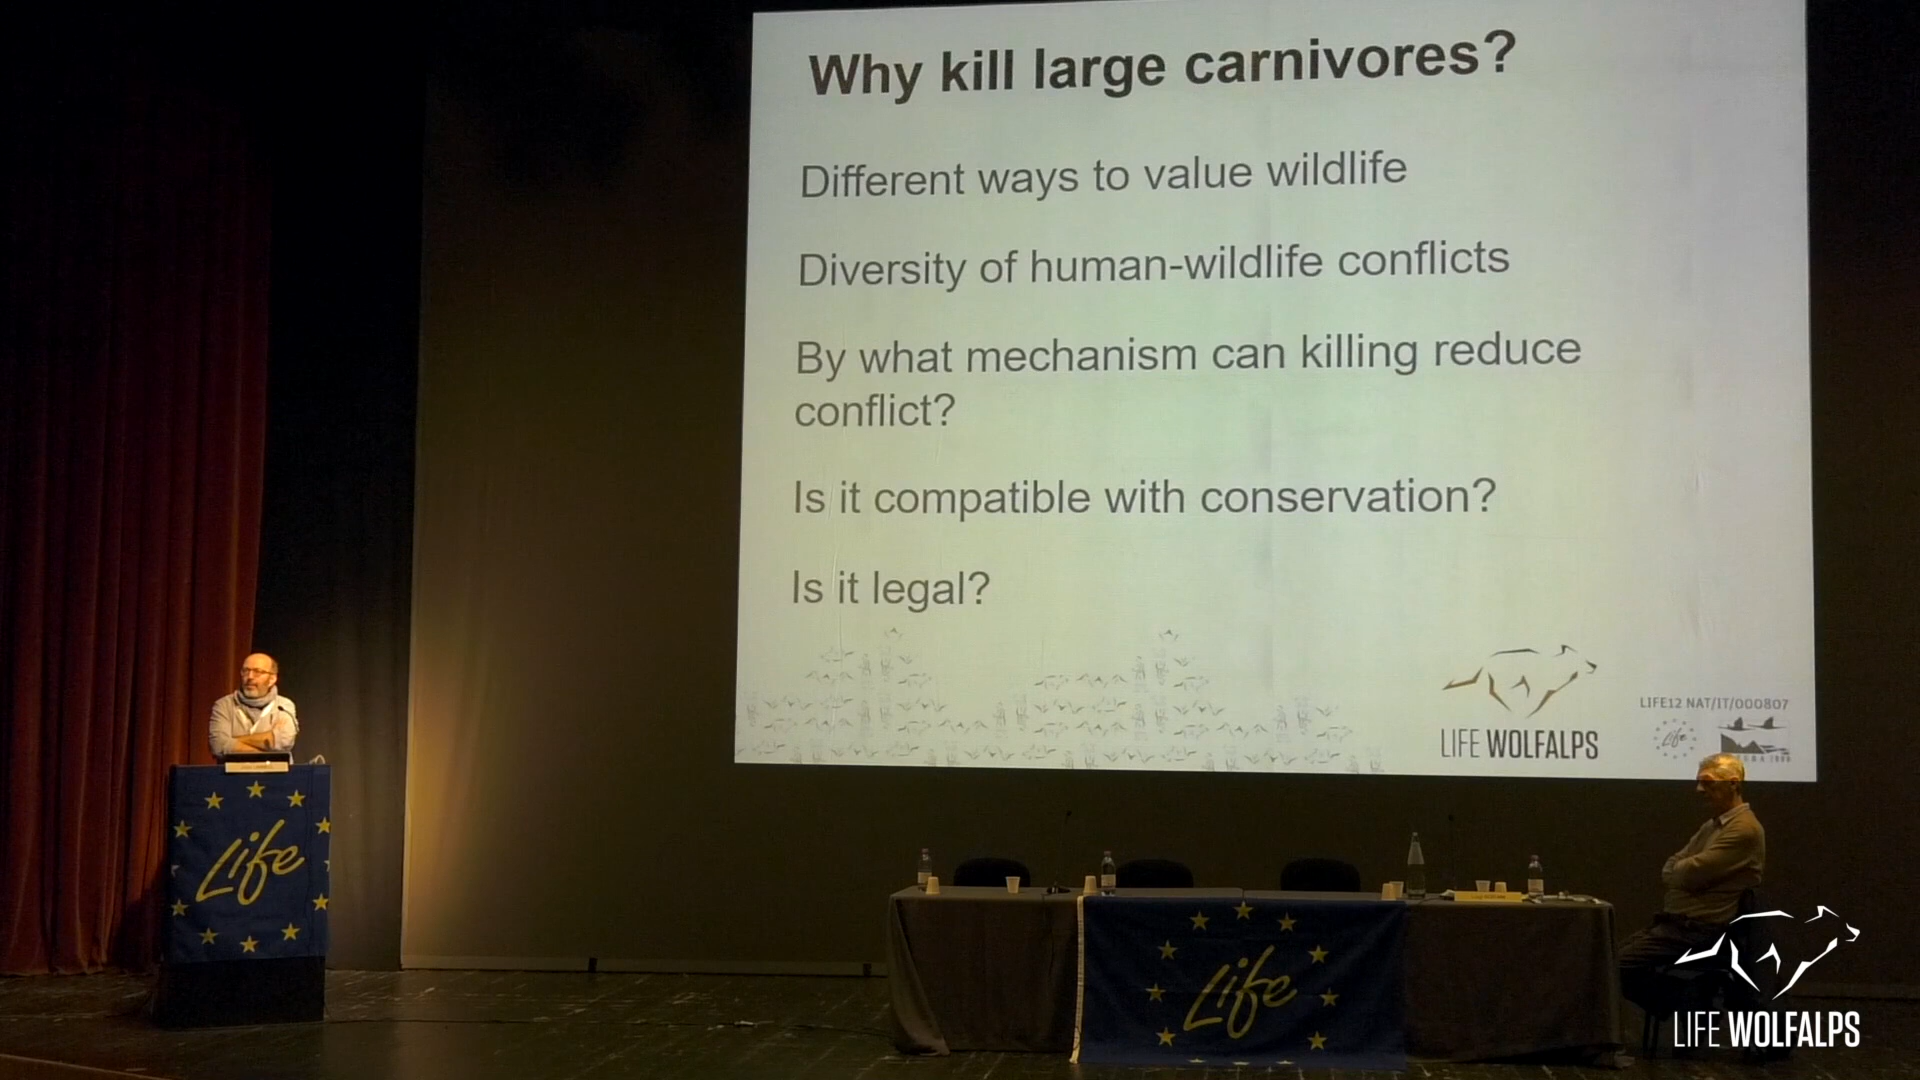 Why kill large carnivores?
Different ways to value wildlife
Diversity of human-wildlife conflicts
By what mechanism can killing reduce
conflict?
Is it compatible with conservation?
Is it legal?
LIFE WOLFALPS
LIFE12 NAT/IT/000807
Life
Life
Life
LIFE WOLFALPS